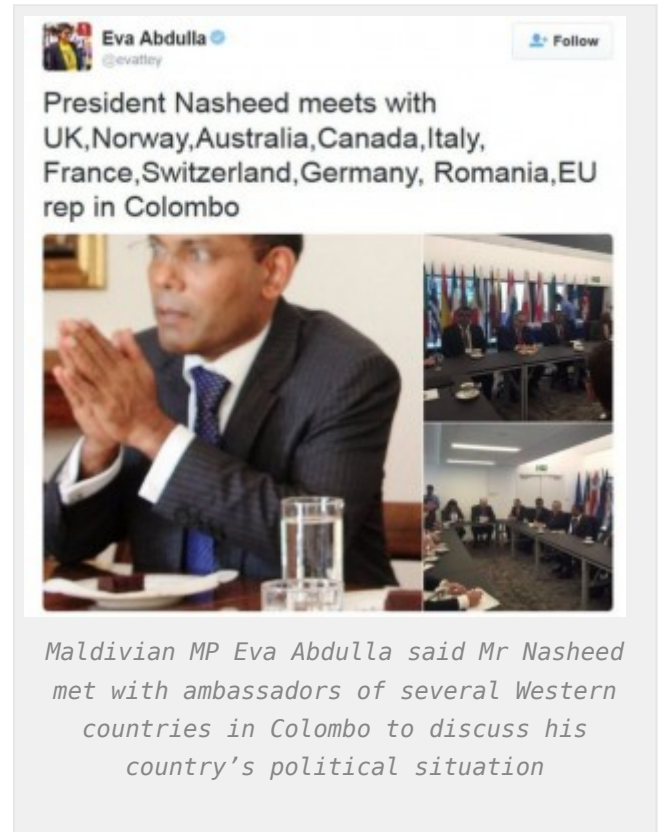 Eva Abdulla
@evattey
Follow
President Nasheed meets with
UK,Norway,Australia,Canada,Italy,
France,Switzerland,Germany, Romania,EU
rep in Colombo
Maldivian MP Eva Abdulla said Mr Nasheed
met with ambassadors of several Western
countries in Colombo to discuss his
country’s political situation